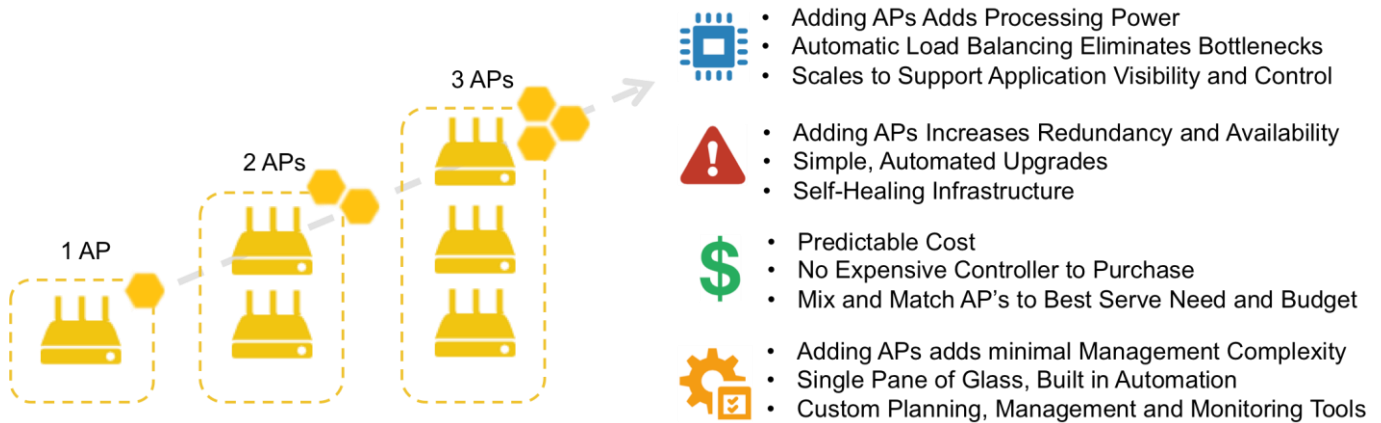 1 AP
2 APs
3 APs
• Adding APs Adds Processing Power
• Automatic Load Balancing Eliminates Bottlenecks
• Scales to Support Application Visibility and Control
• Adding APs Increases Redundancy and Availability
• Simple, Automated Upgrades
• Self-Healing Infrastructure
$
• Predictable Cost
• No Expensive Controller to Purchase
• Mix and Match AP's to Best Serve Need and Budget
• Adding APs adds minimal Management Complexity
• Single Pane of Glass, Built in Automation
• Custom Planning, Management and Monitoring Tools